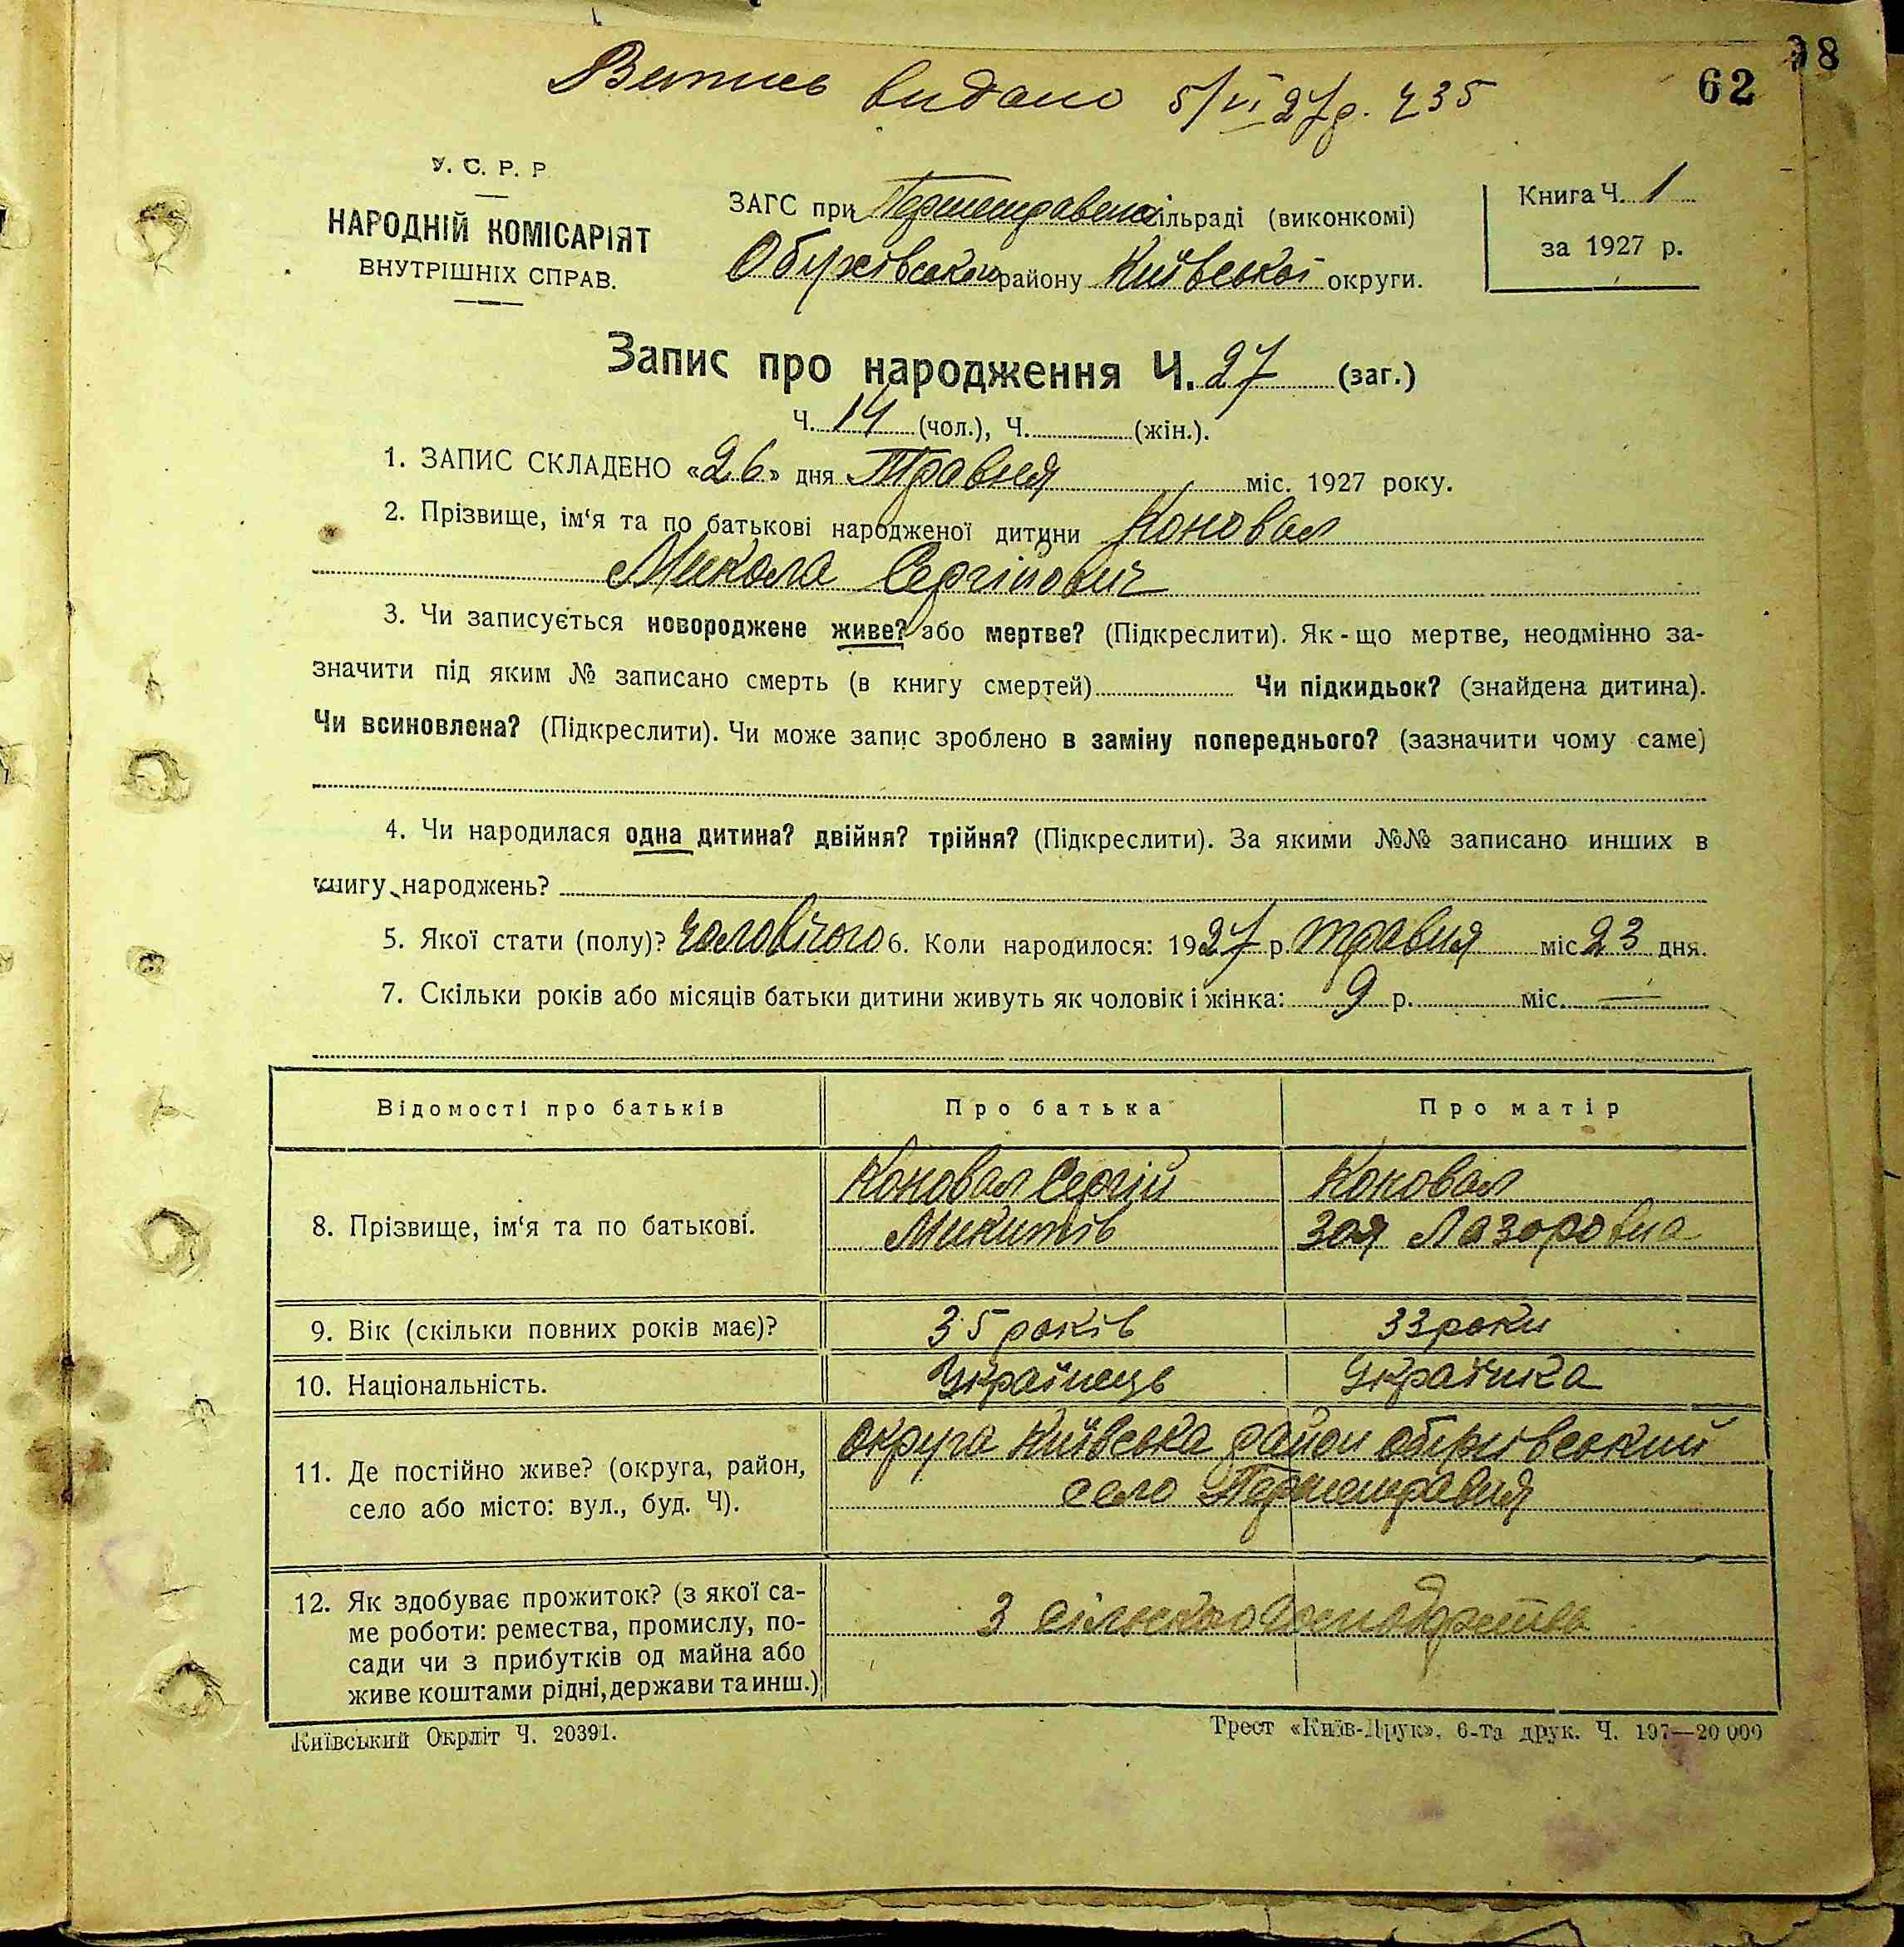 98
62
Витис видано 5/VI 27р. Ч35
У. С. Р. Р
НАРОДНІЙ КОМІСАРІЯТ
ВНУТРІШНІХ СПРАВ.
ЗАГС при Першетравенс ільраді (виконкомі)
Обухівського району Київської округи.
Книга Ч. 1
за 1927 р.
Запис про народження Ч. 27 (заг.)
Ч. 14 (чол.), Ч. (жін.).
1. ЗАПИС СКЛАДЕНО «26» дня Травня міс. 1927 року.
2. Прізвище, ім‘я та по батькові народженої дитини Коновал
Микола Сергійович
3. Чи записується новороджене живе? або мертве? (Підкреслити). Як-що мертве, неодмінно за-
значити під яким № записано смерть (в книгу смертей) Чи підкидьок? (знайдена дитина).
Чи всиновлена? (Підкреслити). Чи може запис зроблено в заміну попереднього? (зазначити чому саме)
4. Чи народилася одна дитина? двійня? трійня? (Підкреслити). За якими №№ записано инших в
книгу народжень?
5. Якої стати (полу)? чоловічого 6. Коли народилося: 1927 р. травня міс 23 дня.
7. Скільки років або місяців батьки дитини живуть як чоловік і жінка: 9 р. міс. —
Відомості про батьків Про батька Про матір
8. Прізвище, ім‘я та по батькові. Коновал Сергій Микитів Коновал Зоя Лазоровна
9. Вік (скільки повних років має)? 35 років 33 роки
10. Національність. Українець Українка
11. Де постійно живе? (округа, район,
село або місто: вул., буд. Ч).
округа Київська район обухівський
село Першетравня
12. Як здобуває прожиток? (з якої са-
ме роботи: ремества, промислу, по-
сади чи з прибутків од майна або
живе коштами рідні, держави та инш.)
З сільського господарства
Київський Окрліт Ч. 20391.
Трест «Київ-Друк», 6-та друк. Ч. 197—20 000